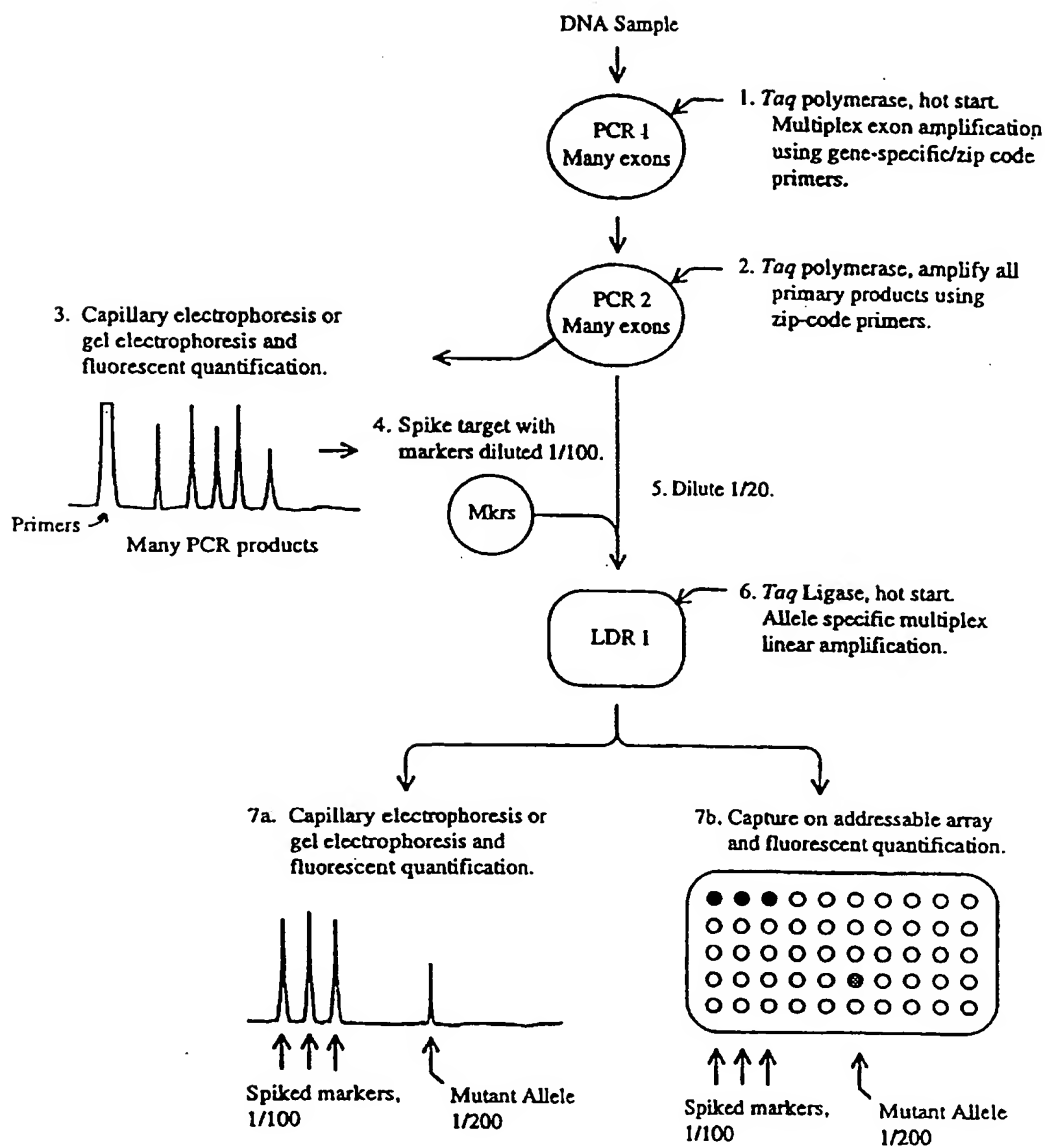 DNA Sample
PCR 1
Many exons
1. Taq polymerase, hot start.
Multiplex exon amplification
using gene-specific/zip code
primers.
PCR 2
Many exons
2. Taq polymerase, amplify all
primary products using
zip-code primers.
3. Capillary electrophoresis or
gel electrophoresis and
fluorescent quantification.
Primers
Many PCR products
4. Spike target with
markers diluted 1/100.
Mkrs
5. Dilute 1/20.
LDR 1
6. Taq Ligase, hot start.
Allele specific multiplex
linear amplification.
7a. Capillary electrophoresis or
gel electrophoresis and
fluorescent quantification.
Spiked markers,
1/100
Mutant Allele
1/200
7b. Capture on addressable array
and fluorescent quantification.
Spiked markers,
1/100
Mutant Allele
1/200